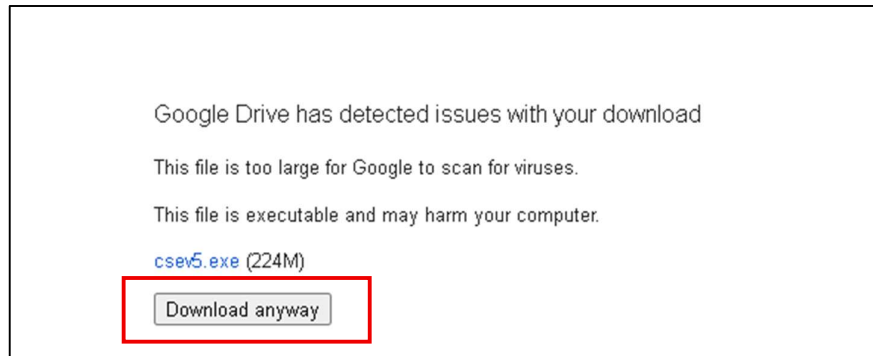 Google Drive has detected issues with your download
This file is too large for Google to scan for viruses.
This file is executable and may harm your computer.
csev5.exe (224M)
Download anyway